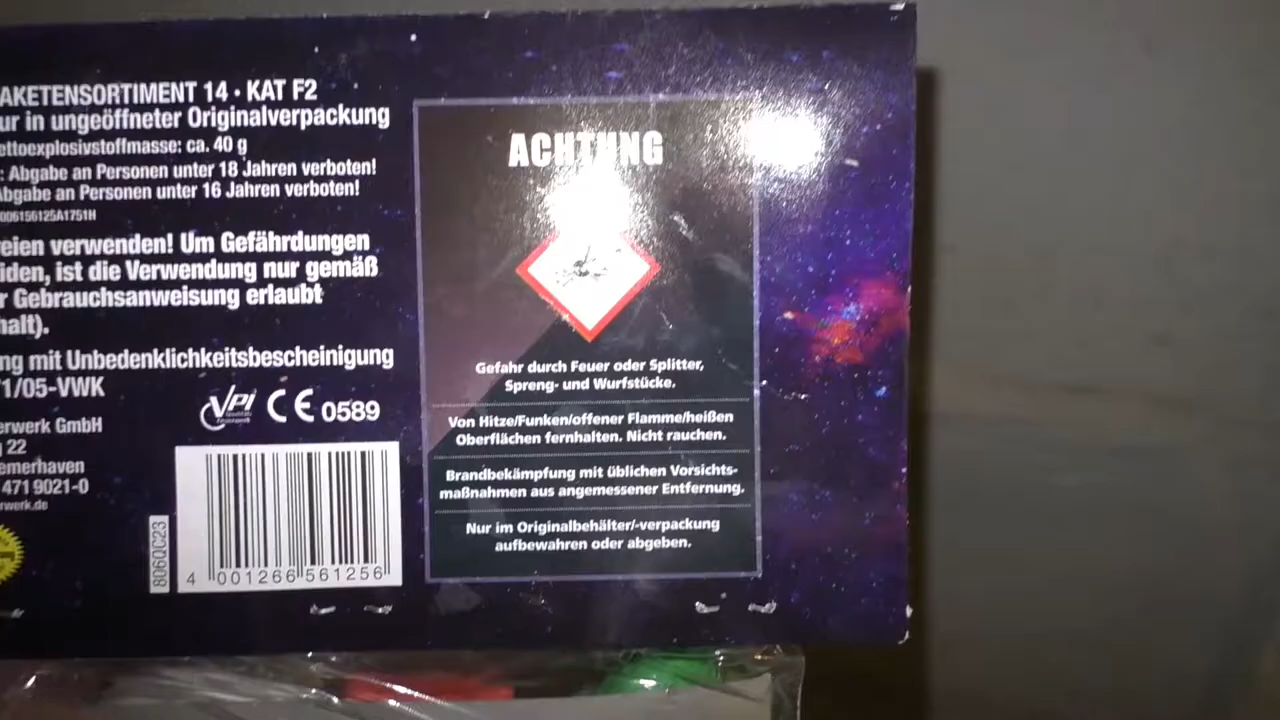 AKETENSORTIMENT 14 · KAT F2
ur in ungeöffneter Originalverpackung
ettoexplosivstoffmasse: ca. 40 g
: Abgabe an Personen unter 18 Jahren verboten!
Abgabe an Personen unter 16 Jahren verboten!
006156125A1751H
eien verwenden! Um Gefährdungen
iden, ist die Verwendung nur gemäß
r Gebrauchsanweisung erlaubt
halt).
ng mit Unbedenklichkeitsbescheinigung
1/05-VWK
VPI
CE 0589
erwerk GmbH
22
emerhaven
471 9021-0
rwerk.de
806QC23
4 001266 561256
ACHTUNG
Gefahr durch Feuer oder Splitter,
Spreng- und Wurfstücke.
Von Hitze/Funken/offener Flamme/heißen
Oberflächen fernhalten. Nicht rauchen.
Brandbekämpfung mit üblichen Vorsichts-
maßnahmen aus angemessener Entfernung.
Nur im Originalbehälter/-verpackung
aufbewahren oder abgeben.